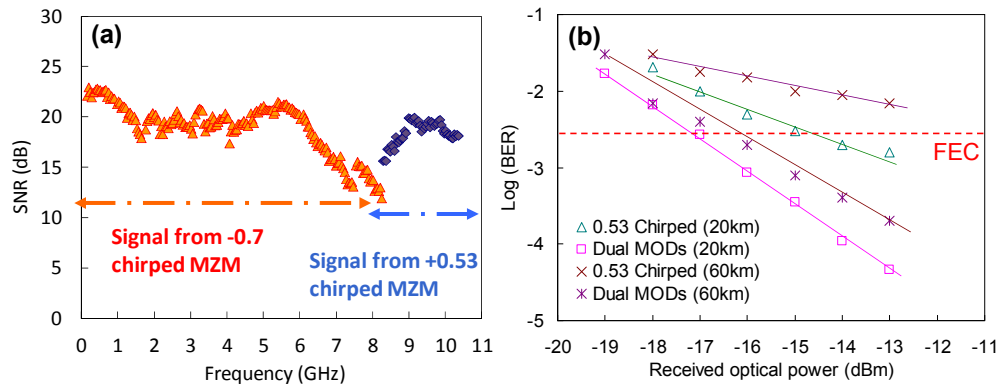 (a)
30
25
20
15
10
5
0
SNR (dB)
Signal from -0.7
chirped MZM
Signal from +0.53
chirped MZM
0 1 2 3 4 5 6 7 8 9 10 11
Frequency (GHz)
(b)
-1
-2
-3
-4
-5
Log (BER)
FEC
0.53 Chirped (20km)
Dual MODs (20km)
0.53 Chirped (60km)
Dual MODs (60km)
-20 -19 -18 -17 -16 -15 -14 -13 -12 -11
Received optical power (dBm)